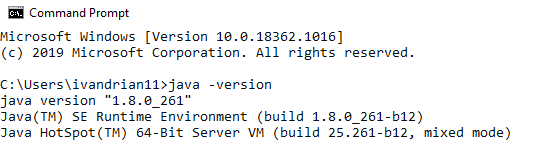 Command Prompt
Microsoft Windows [Version 10.0.18362.1016]
(c) 2019 Microsoft Corporation. All rights reserved.
C:\Users\ivandrian11>java -version
java version "1.8.0_261"
Java(TM) SE Runtime Environment (build 1.8.0_261-b12)
Java HotSpot(TM) 64-Bit Server VM (build 25.261-b12, mixed mode)